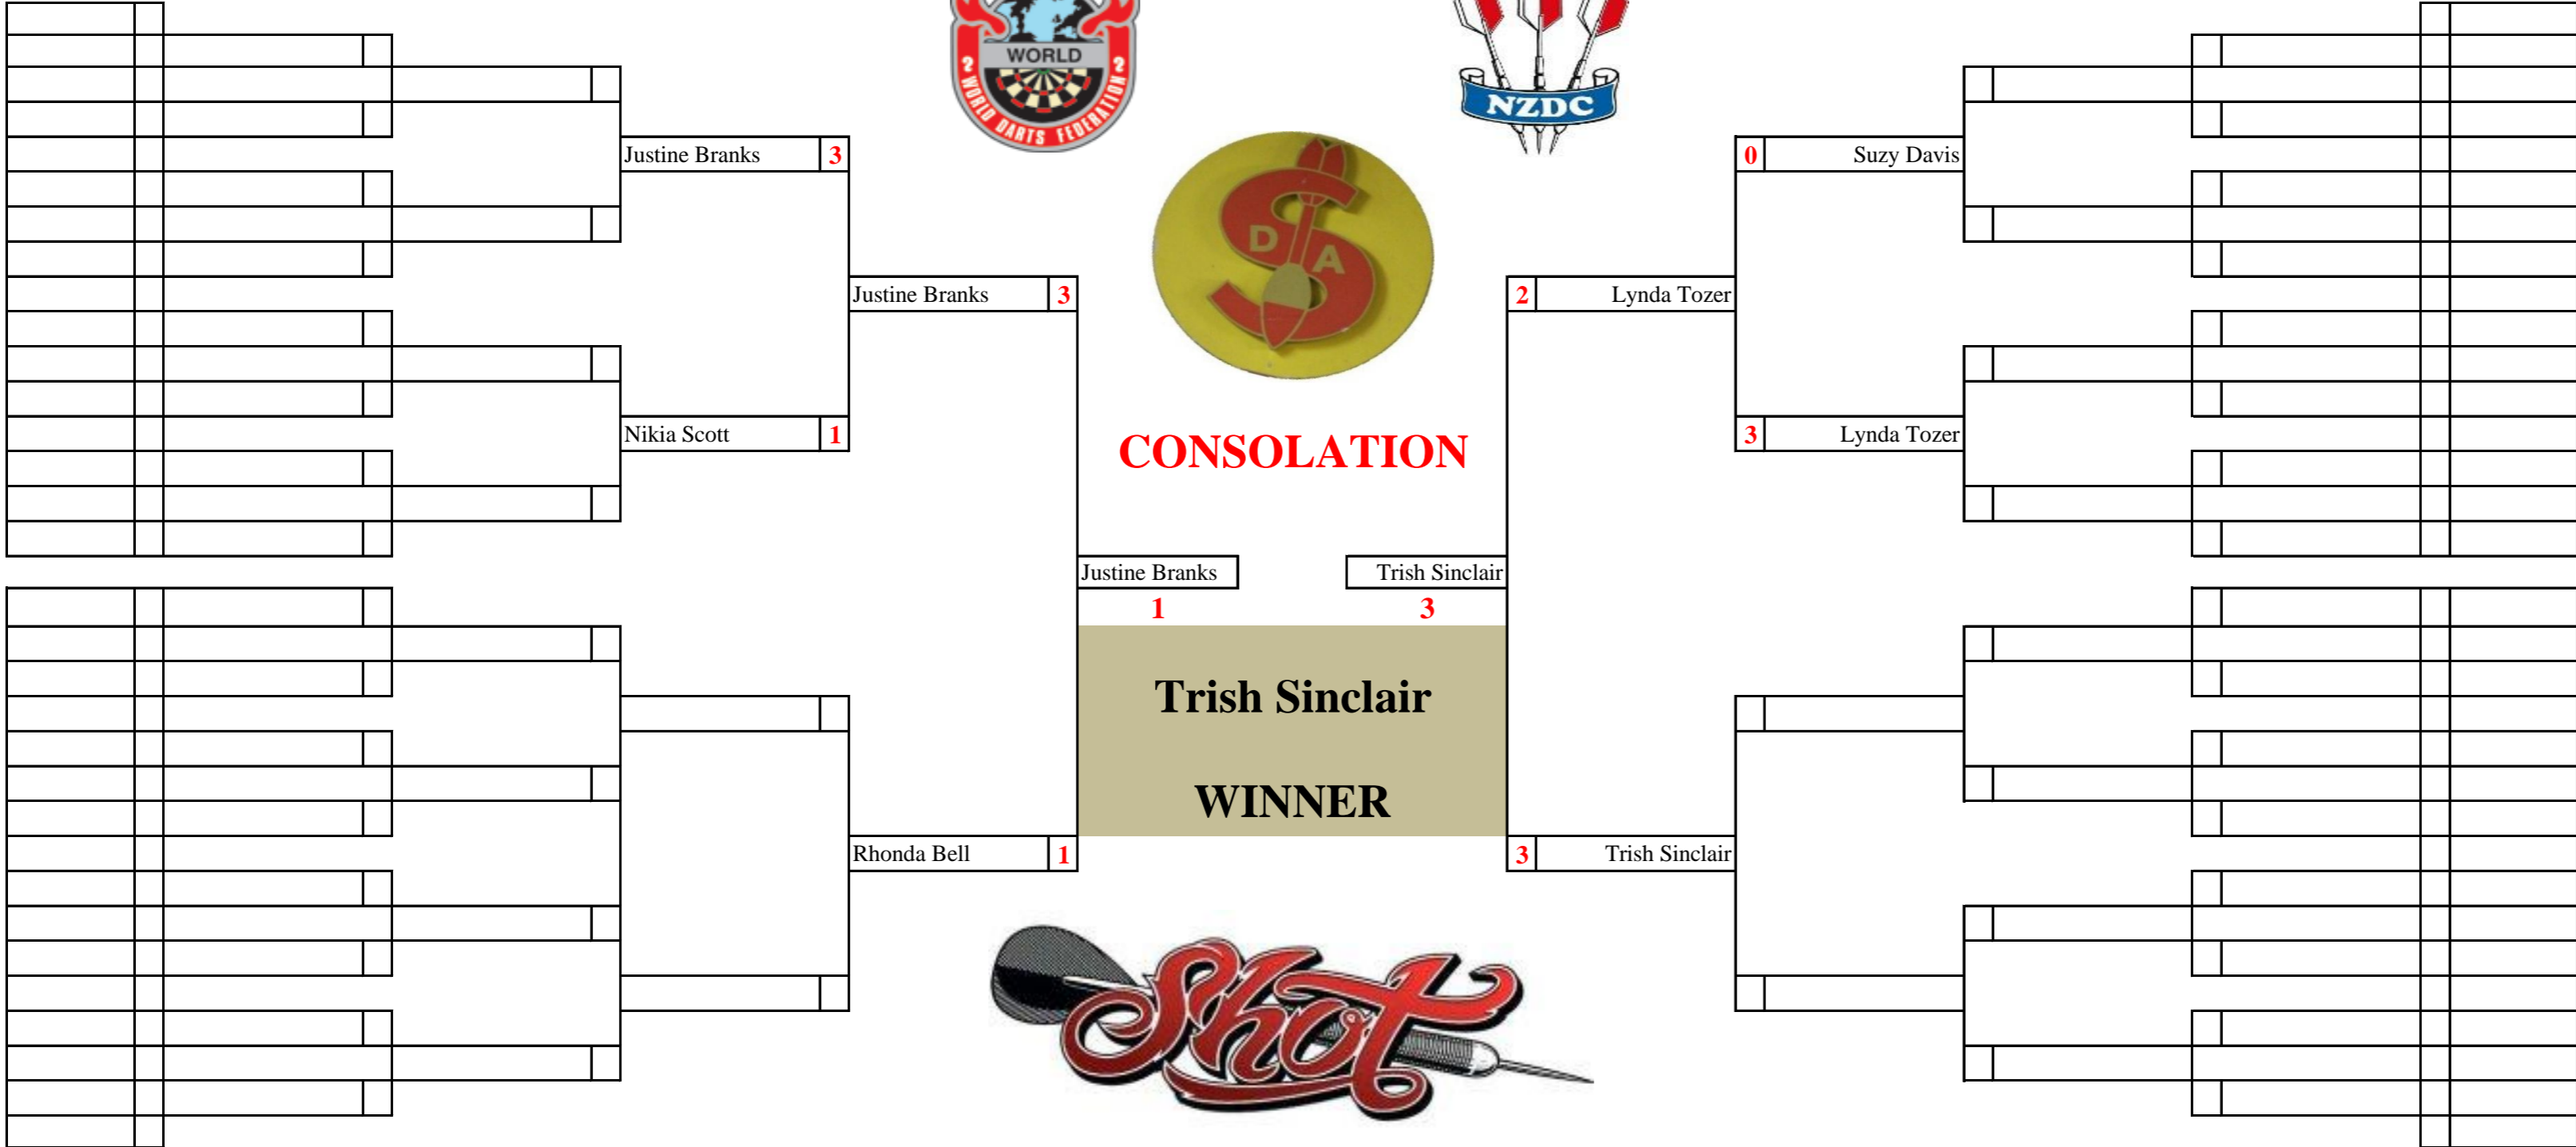 WORLD
2 WORLD DARTS FEDERATION 2
NZDC
Justine Branks 3
0 Suzy Davis
D A
Justine Branks 3
2 Lynda Tozer
Nikia Scott 1
CONSOLATION
3 Lynda Tozer
Justine Branks
Trish Sinclair
1
3
Trish Sinclair
WINNER
Rhonda Bell 1
3 Trish Sinclair
Shot